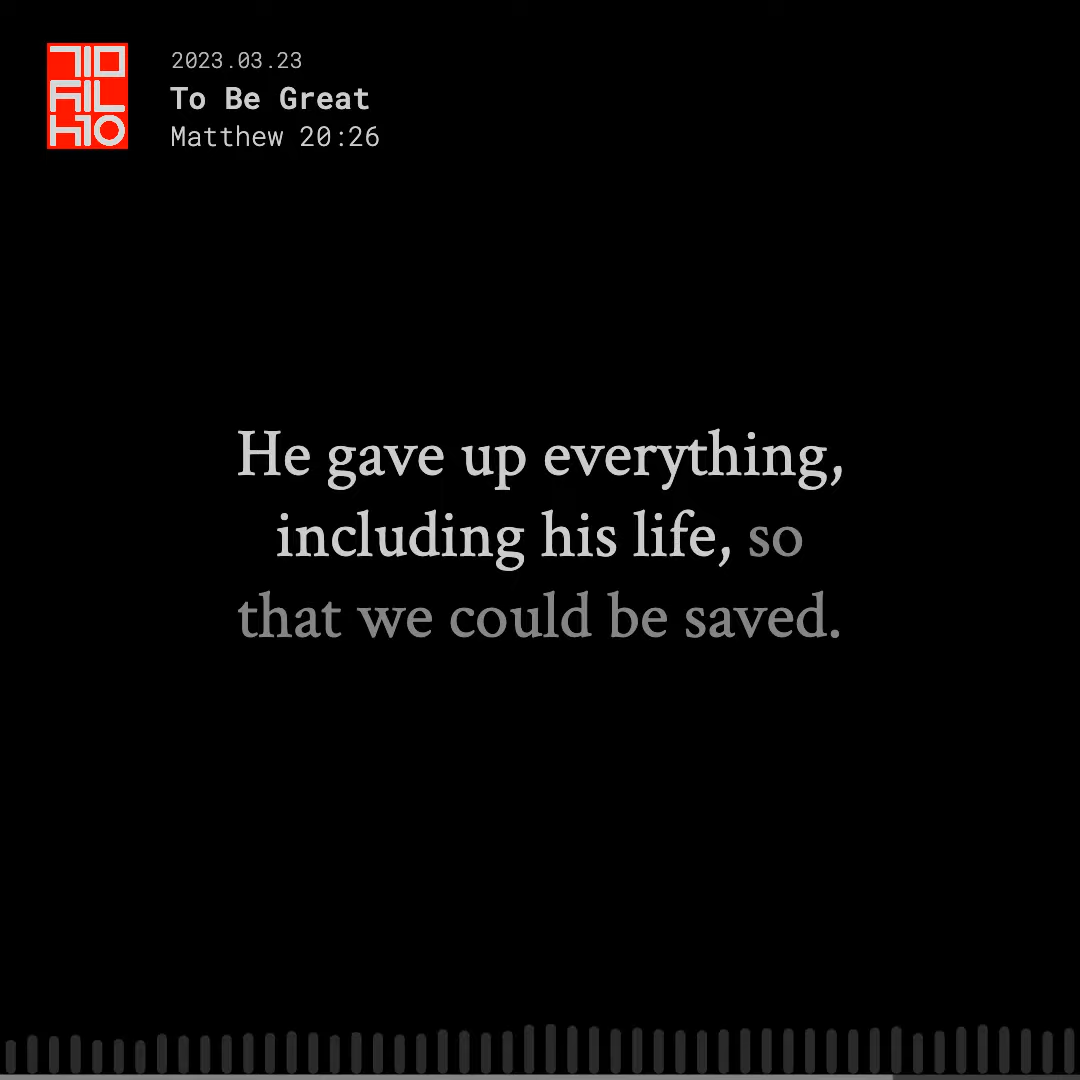 2023.03.23
To Be Great
Matthew 20:26
He gave up everything,
including his life, so
that we could be saved.